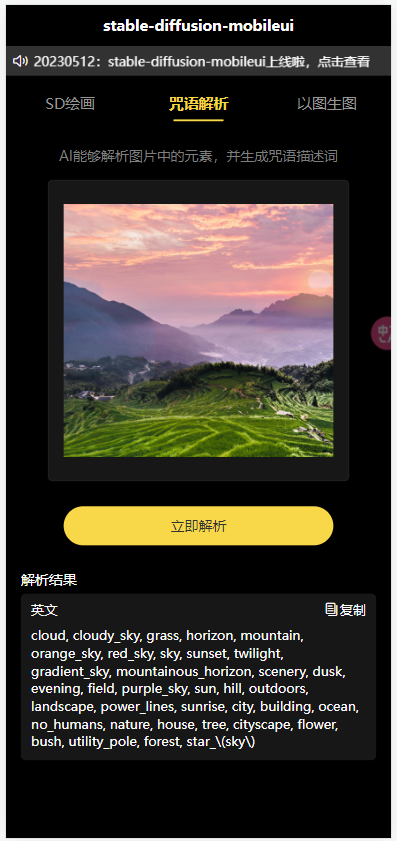 stable-diffusion-mobileui
20230512：stable-diffusion-mobileui上线啦，点击查看
SD绘画 咒语解析 以图生图
AI能够解析图片中的元素，并生成咒语描述词
立即解析
解析结果
英文 复制
cloud, cloudy_sky, grass, horizon, mountain,
orange_sky, red_sky, sky, sunset, twilight,
gradient_sky, mountainous_horizon, scenery, dusk,
evening, field, purple_sky, sun, hill, outdoors,
landscape, power_lines, sunrise, city, building, ocean,
no_humans, nature, house, tree, cityscape, flower,
bush, utility_pole, forest, star_\(sky\)